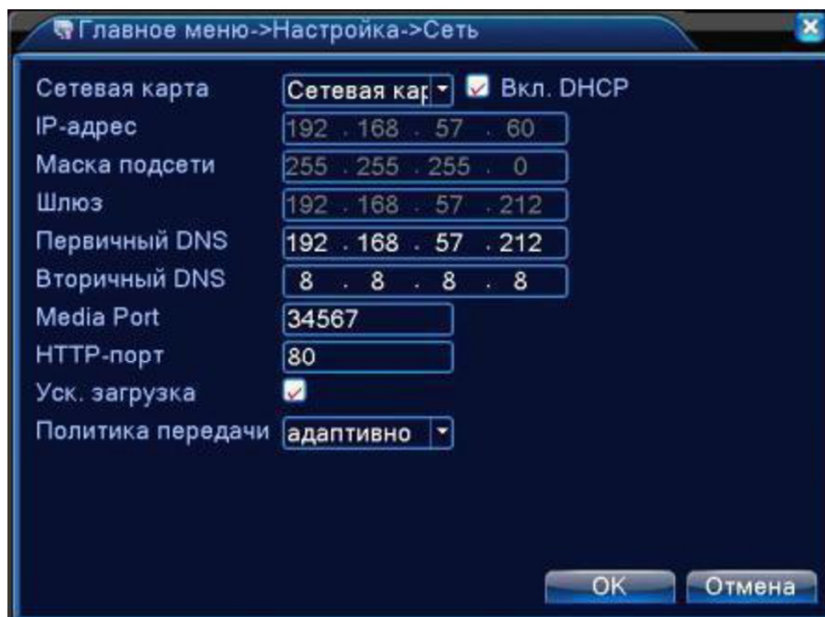 Главное меню->Настройка->Сеть
Сетевая карта Сетевая кар Вкл. DHCP
IP-адрес 192 . 168 . 57 . 60
Маска подсети 255 . 255 . 255 . 0
Шлюз 192 . 168 . 57 . 212
Первичный DNS 192 . 168 . 57 . 212
Вторичный DNS 8 . 8 . 8 . 8
Media Port 34567
HTTP-порт 80
Уск. загрузка
Политика передачи адаптивно
OK Отмена